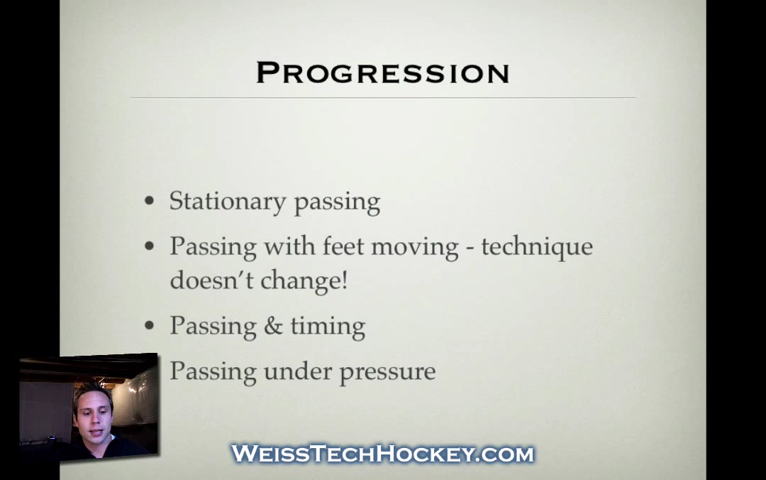 PROGRESSION
• Stationary passing
• Passing with feet moving - technique
doesn't change!
• Passing & timing
Passing under pressure
WEISSTECHHOCKEY.COM